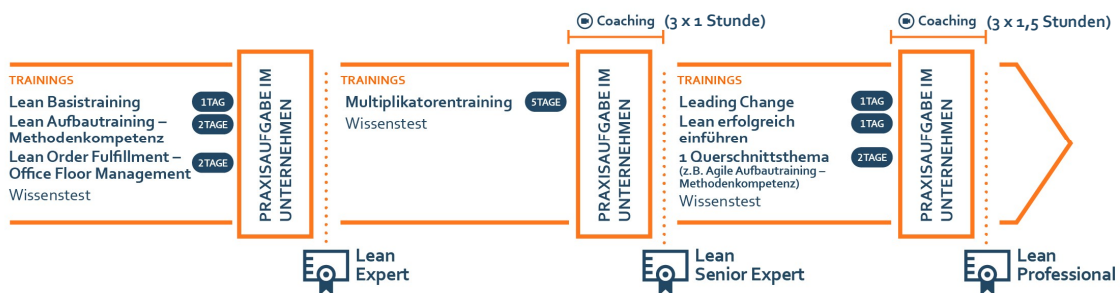 Coaching (3 x 1 Stunde)
Coaching (3 x 1,5 Stunden)
TRAININGS
Lean Basistraining 1TAG
Lean Aufbautraining –
Methodenkompetenz 2TAGE
Lean Order Fulfillment –
Office Floor Management 2TAGE
Wissenstest
PRAXISAUFGABE IM
UNTERNEHMEN
Lean
Expert
TRAININGS
Multiplikatorentraining 5TAGE
Wissenstest
PRAXISAUFGABE IM
UNTERNEHMEN
Lean
Senior Expert
TRAININGS
Leading Change 1TAG
Lean erfolgreich
einführen 1TAG
1 Querschnittsthema 2TAGE
(z.B. Agile Aufbautraining –
Methodenkompetenz)
Wissenstest
PRAXISAUFGABE IM
UNTERNEHMEN
Lean
Professional